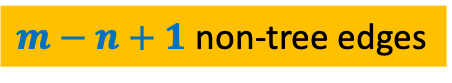 m − n + 1 non-tree edges